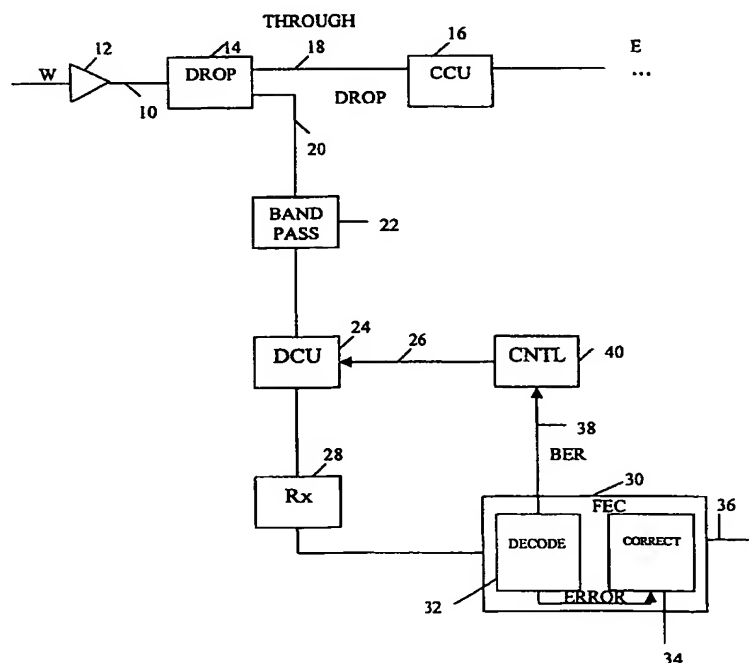 THROUGH
12
14
18
16
E
W
DROP
CCU
...
10
DROP
20
BAND
PASS
22
24
26
DCU
CNTL
40
38
28
BER
Rx
30
FEC
36
DECODE
CORRECT
32
ERROR
34